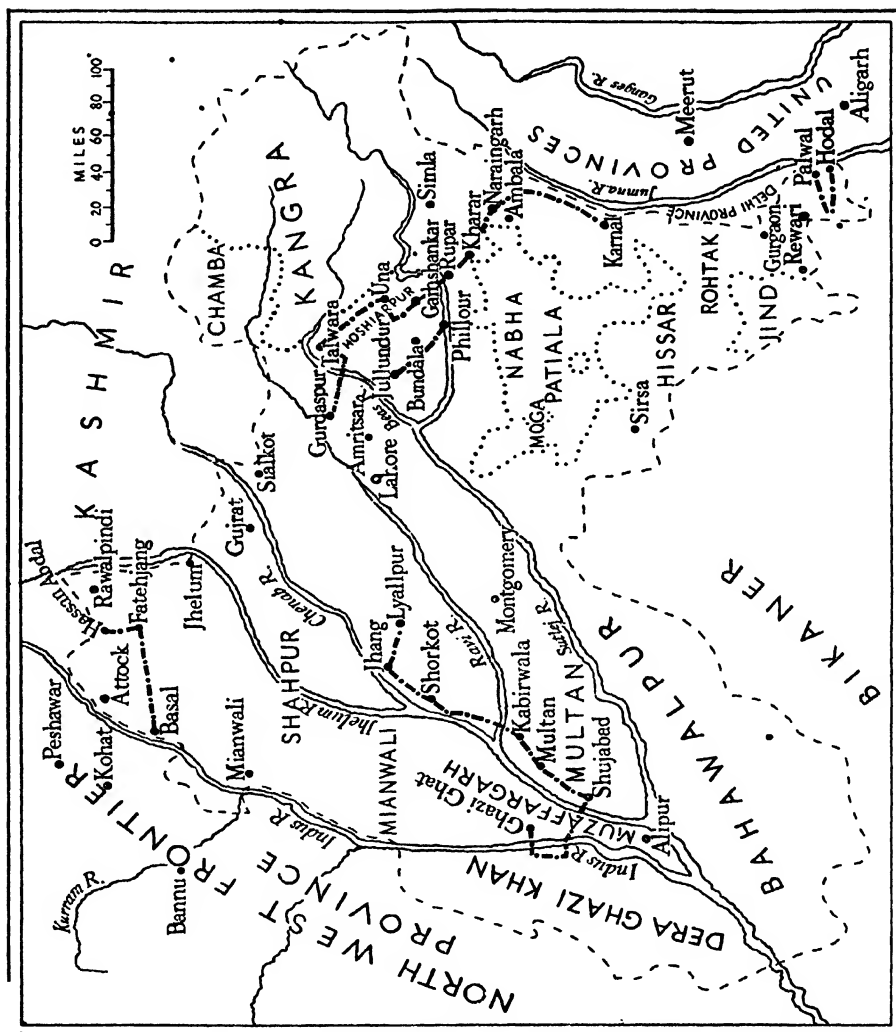 MILES
0 20 40 60 80 100
KASHMIR
CHAMBA
KANGRA
Peshawar
Kohat
Attock
Hassan Abdal
Rawalpindi
Fatehjang
Basal
Jhelum
Gujrat
Sialkot
Mianwali
Bannu
Kurram R.
NORTH WEST
FRONTIER
PROVINCE
Indus R.
SHAHPUR
Jhelum R.
Chenab R.
MIANWALI
Jhang
Lyallpur
Shorkot
Ravi R.
Montgomery
Kabirwala
Multan
MULTAN
Shujabad
Sutlej R.
Ghazi Ghat
MUZAFFARGARH
Indus R.
Alipur
DERA GHAZI KHAN
BAHAWALPUR
BIKANER
Gurdaspur
Talwara
Amritsara
Lahore
Beas
Jullundur
WOSHIARPUR
Una
Bundala
Garhshankar
Phillour
Rupar
Kharar
Simla
Naraingarh
Ambala
NABHA
MOGA
PATIALA
Sirsa
HISSAR
ROHTAK
JIND
Karnal
Jumna R.
DELHI PROVINCE
Gurgaon
Rewari
Palwal
Hodal
Aligarh
Meerut
Ganges R.
UNITED PROVINCES